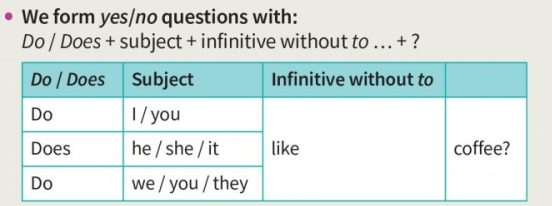 • We form yes/no questions with:
Do / Does + subject + infinitive without to … + ?
Do / Does Subject Infinitive without to
Do I / you
Does he / she / it like coffee?
Do we / you / they